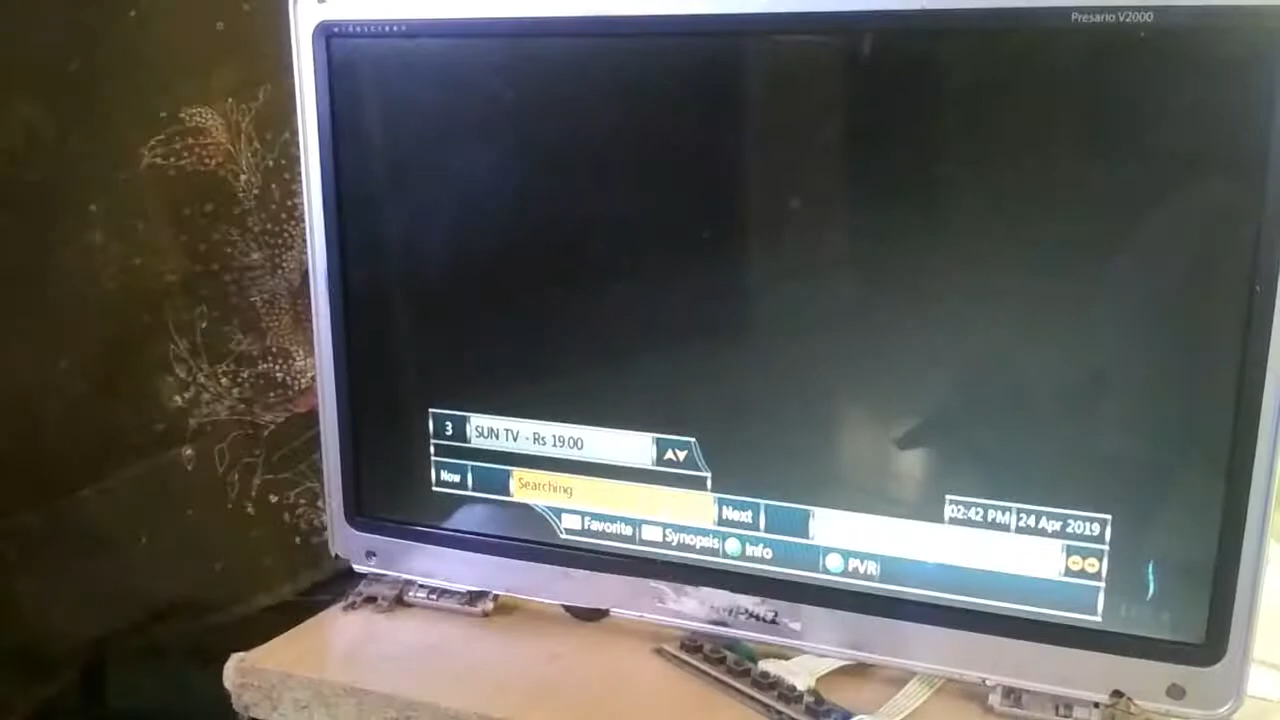 widescreen
Presario V2000
3 SUN TV - Rs 19.00
Now Searching Next
02:42 PM 24 Apr 2019
Favorite Synopsis Info PVR